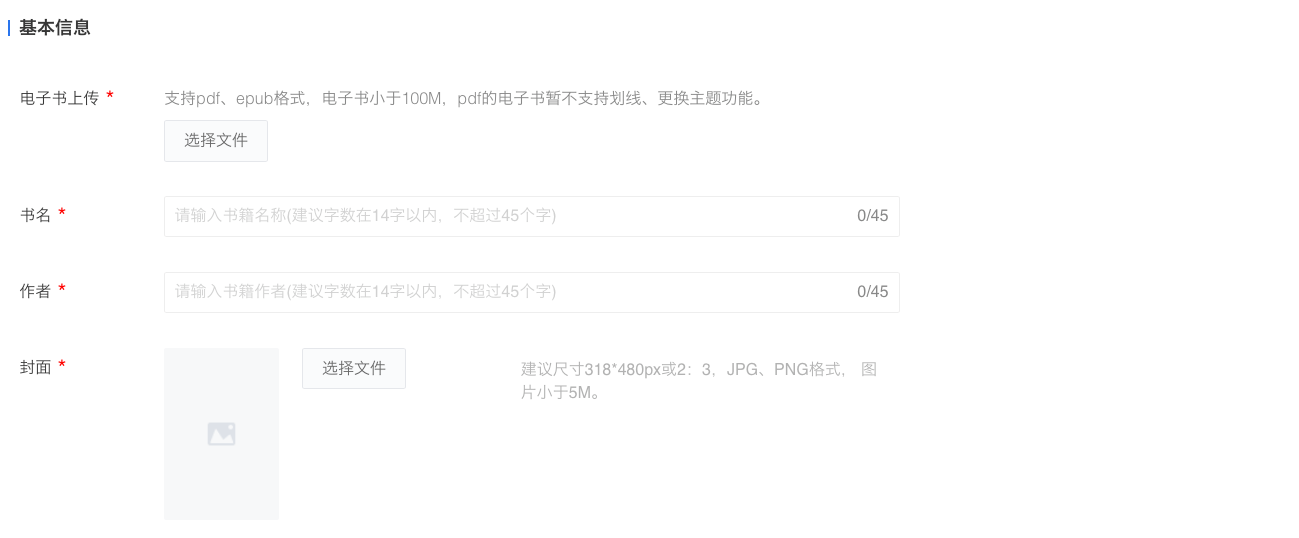 基本信息
电子书上传 *
支持pdf、epub格式，电子书小于100M，pdf的电子书暂不支持划线、更换主题功能。
选择文件
书名 *
请输入书籍名称(建议字数在14字以内，不超过45个字)
0/45
作者 *
请输入书籍作者(建议字数在14字以内，不超过45个字)
0/45
封面 *
选择文件
建议尺寸318*480px或2：3，JPG、PNG格式， 图
片小于5M。